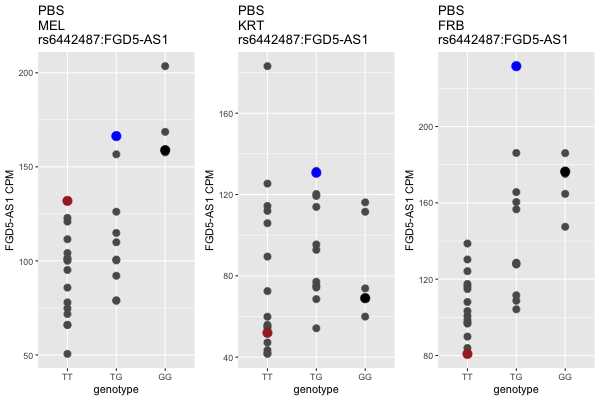 PBS
MEL
rs6442487:FGD5-AS1
FGD5-AS1 CPM
200
150
100
50
TT TG GG
genotype
PBS
KRT
rs6442487:FGD5-AS1
FGD5-AS1 CPM
160
120
80
40
TT TG GG
genotype
PBS
FRB
rs6442487:FGD5-AS1
FGD5-AS1 CPM
200
160
120
80
TT TG GG
genotype